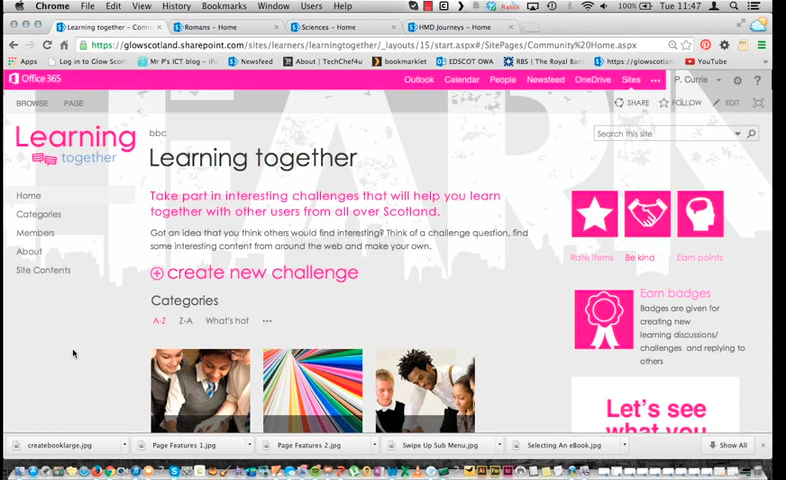 Chrome File Edit View History Bookmarks Window Users Help 100% Tue 11:47
Learning together – Com
Romans - Home
Sciences - Home
HMD Journeys - Home
https://glowscotland.sharepoint.com/sites/learners/learningtogether/_layouts/15/start.aspx#/SitePages/Community%20Home.aspx
Apps Log in to Glow Scotl Mr P's ICT blog - iP Newsfeed About | TechChef4u bookmarklet EDSCOT OWA RBS | The Royal Ban https://glowscotland YouTube
Office 365 Outlook Calendar People Newsfeed OneDrive Sites ••• P. Currie ?
BROWSE PAGE SHARE FOLLOW EDIT
LEARN
Learning
together
bbc
Learning together
Search this site
Home
Categories
Members
About
Site Contents
Take part in interesting challenges that will help you learn
together with other users from all over Scotland.
Got an idea that you think others would find interesting? Think of a challenge question, find
some interesting content from around the web and make your own.
create new challenge
Categories
A-Z Z-A What's hot •••
Rate items Be kind Earn points
Earn badges
Badges are given for
creating new
learning discussions/
challenges and replying to
others
Let's see
what you
createbooklarge.jpg Page Features 1.jpg Page Features 2.jpg Swipe Up Sub Menu.jpg Selecting An eBook.jpg Show All